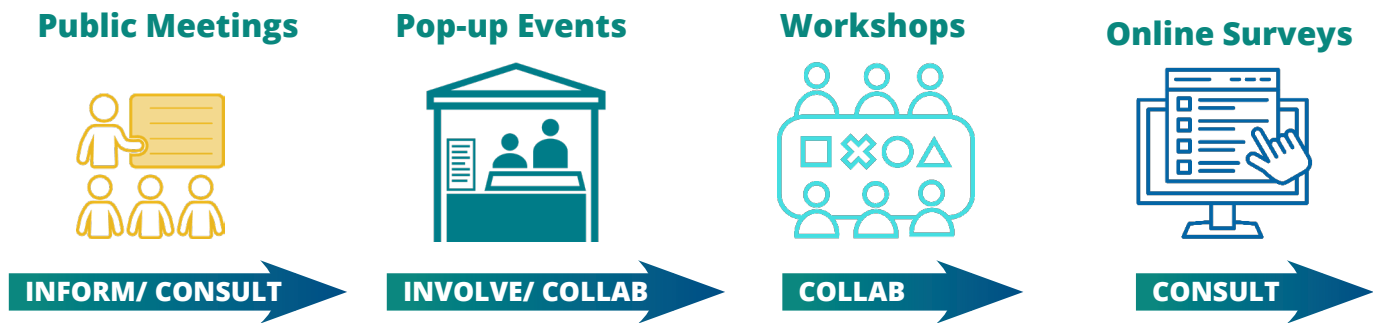 Public Meetings
Pop-up Events
Workshops
Online Surveys
INFORM/ CONSULT
INVOLVE/ COLLAB
COLLAB
CONSULT